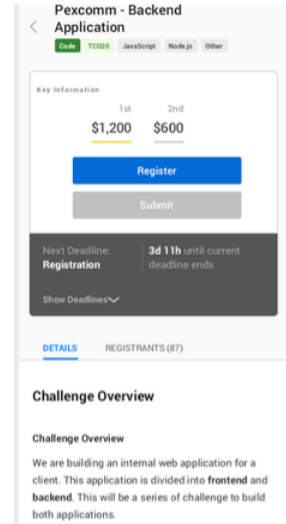 Pexcomm - Backend
Application
Code TCO20 JavaScript Node.js Other
Key Information
1st 2nd
$1,200 $600
Register
Submit
Next Deadline: 3d 11h until current
Registration deadline ends
Show Deadlines
DETAILS REGISTRANTS (87)
Challenge Overview
Challenge Overview
We are building an internal web application for a
client. This application is divided into frontend and
backend. This will be a series of challenge to build
both applications.